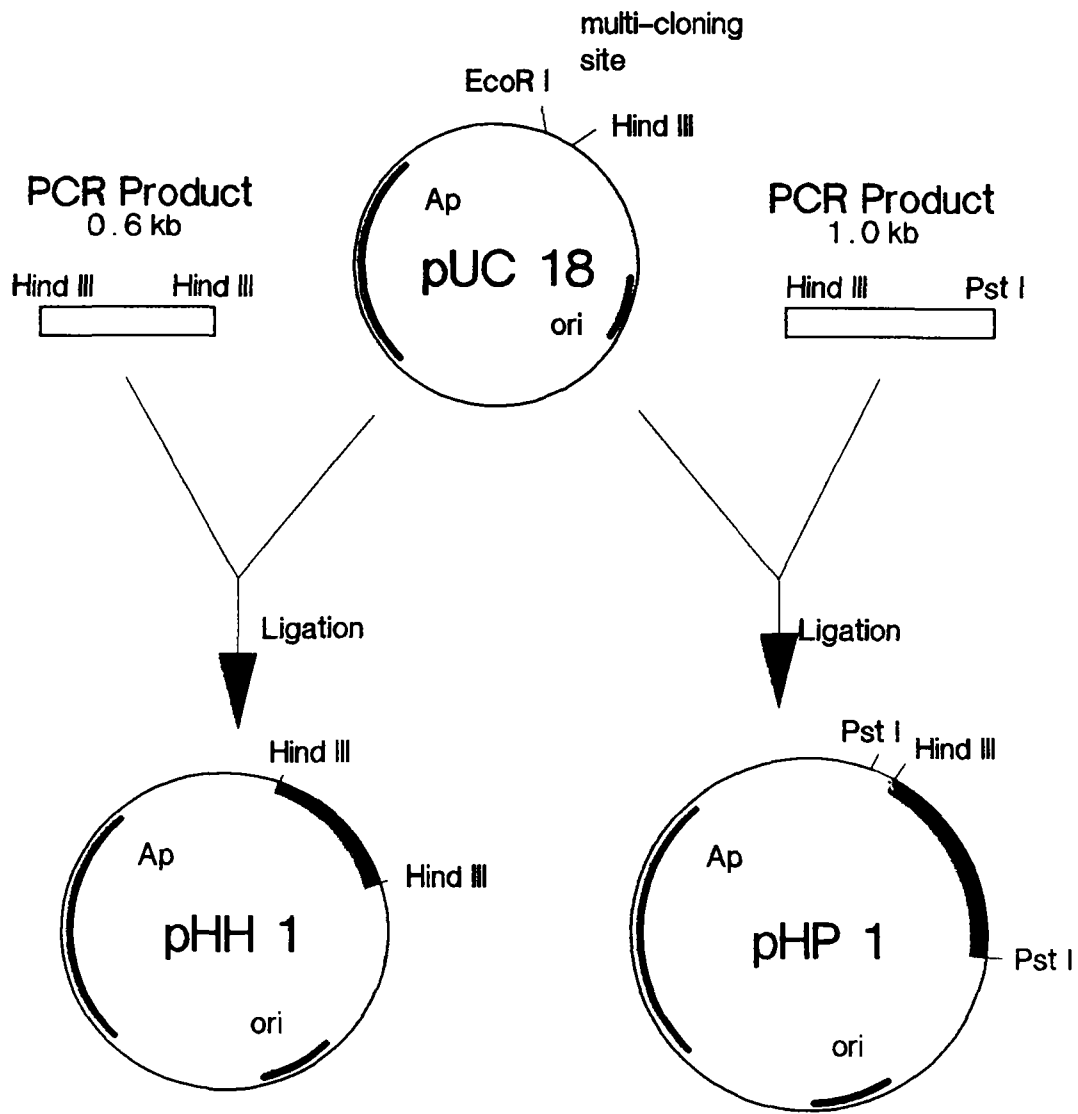 multi-cloning
site
EcoR I
Hind III
PCR Product
0.6 kb
Hind III
Hind III
Ap
pUC 18
ori
PCR Product
1.0 kb
Hind III
Pst I
Ligation
Ligation
Hind III
Hind III
Ap
pHH 1
ori
Pst I
Hind III
Ap
pHP 1
Pst I
ori